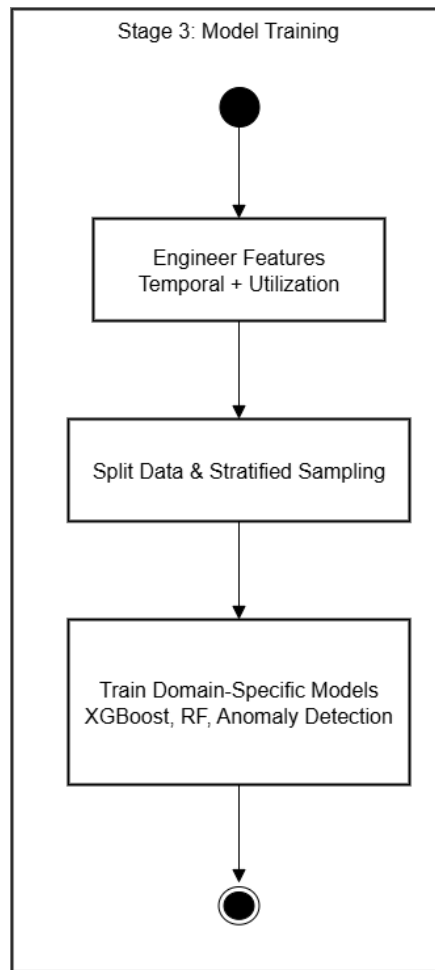 Stage 3: Model Training
Engineer Features
Temporal + Utilization
Split Data & Stratified Sampling
Train Domain-Specific Models
XGBoost, RF, Anomaly Detection